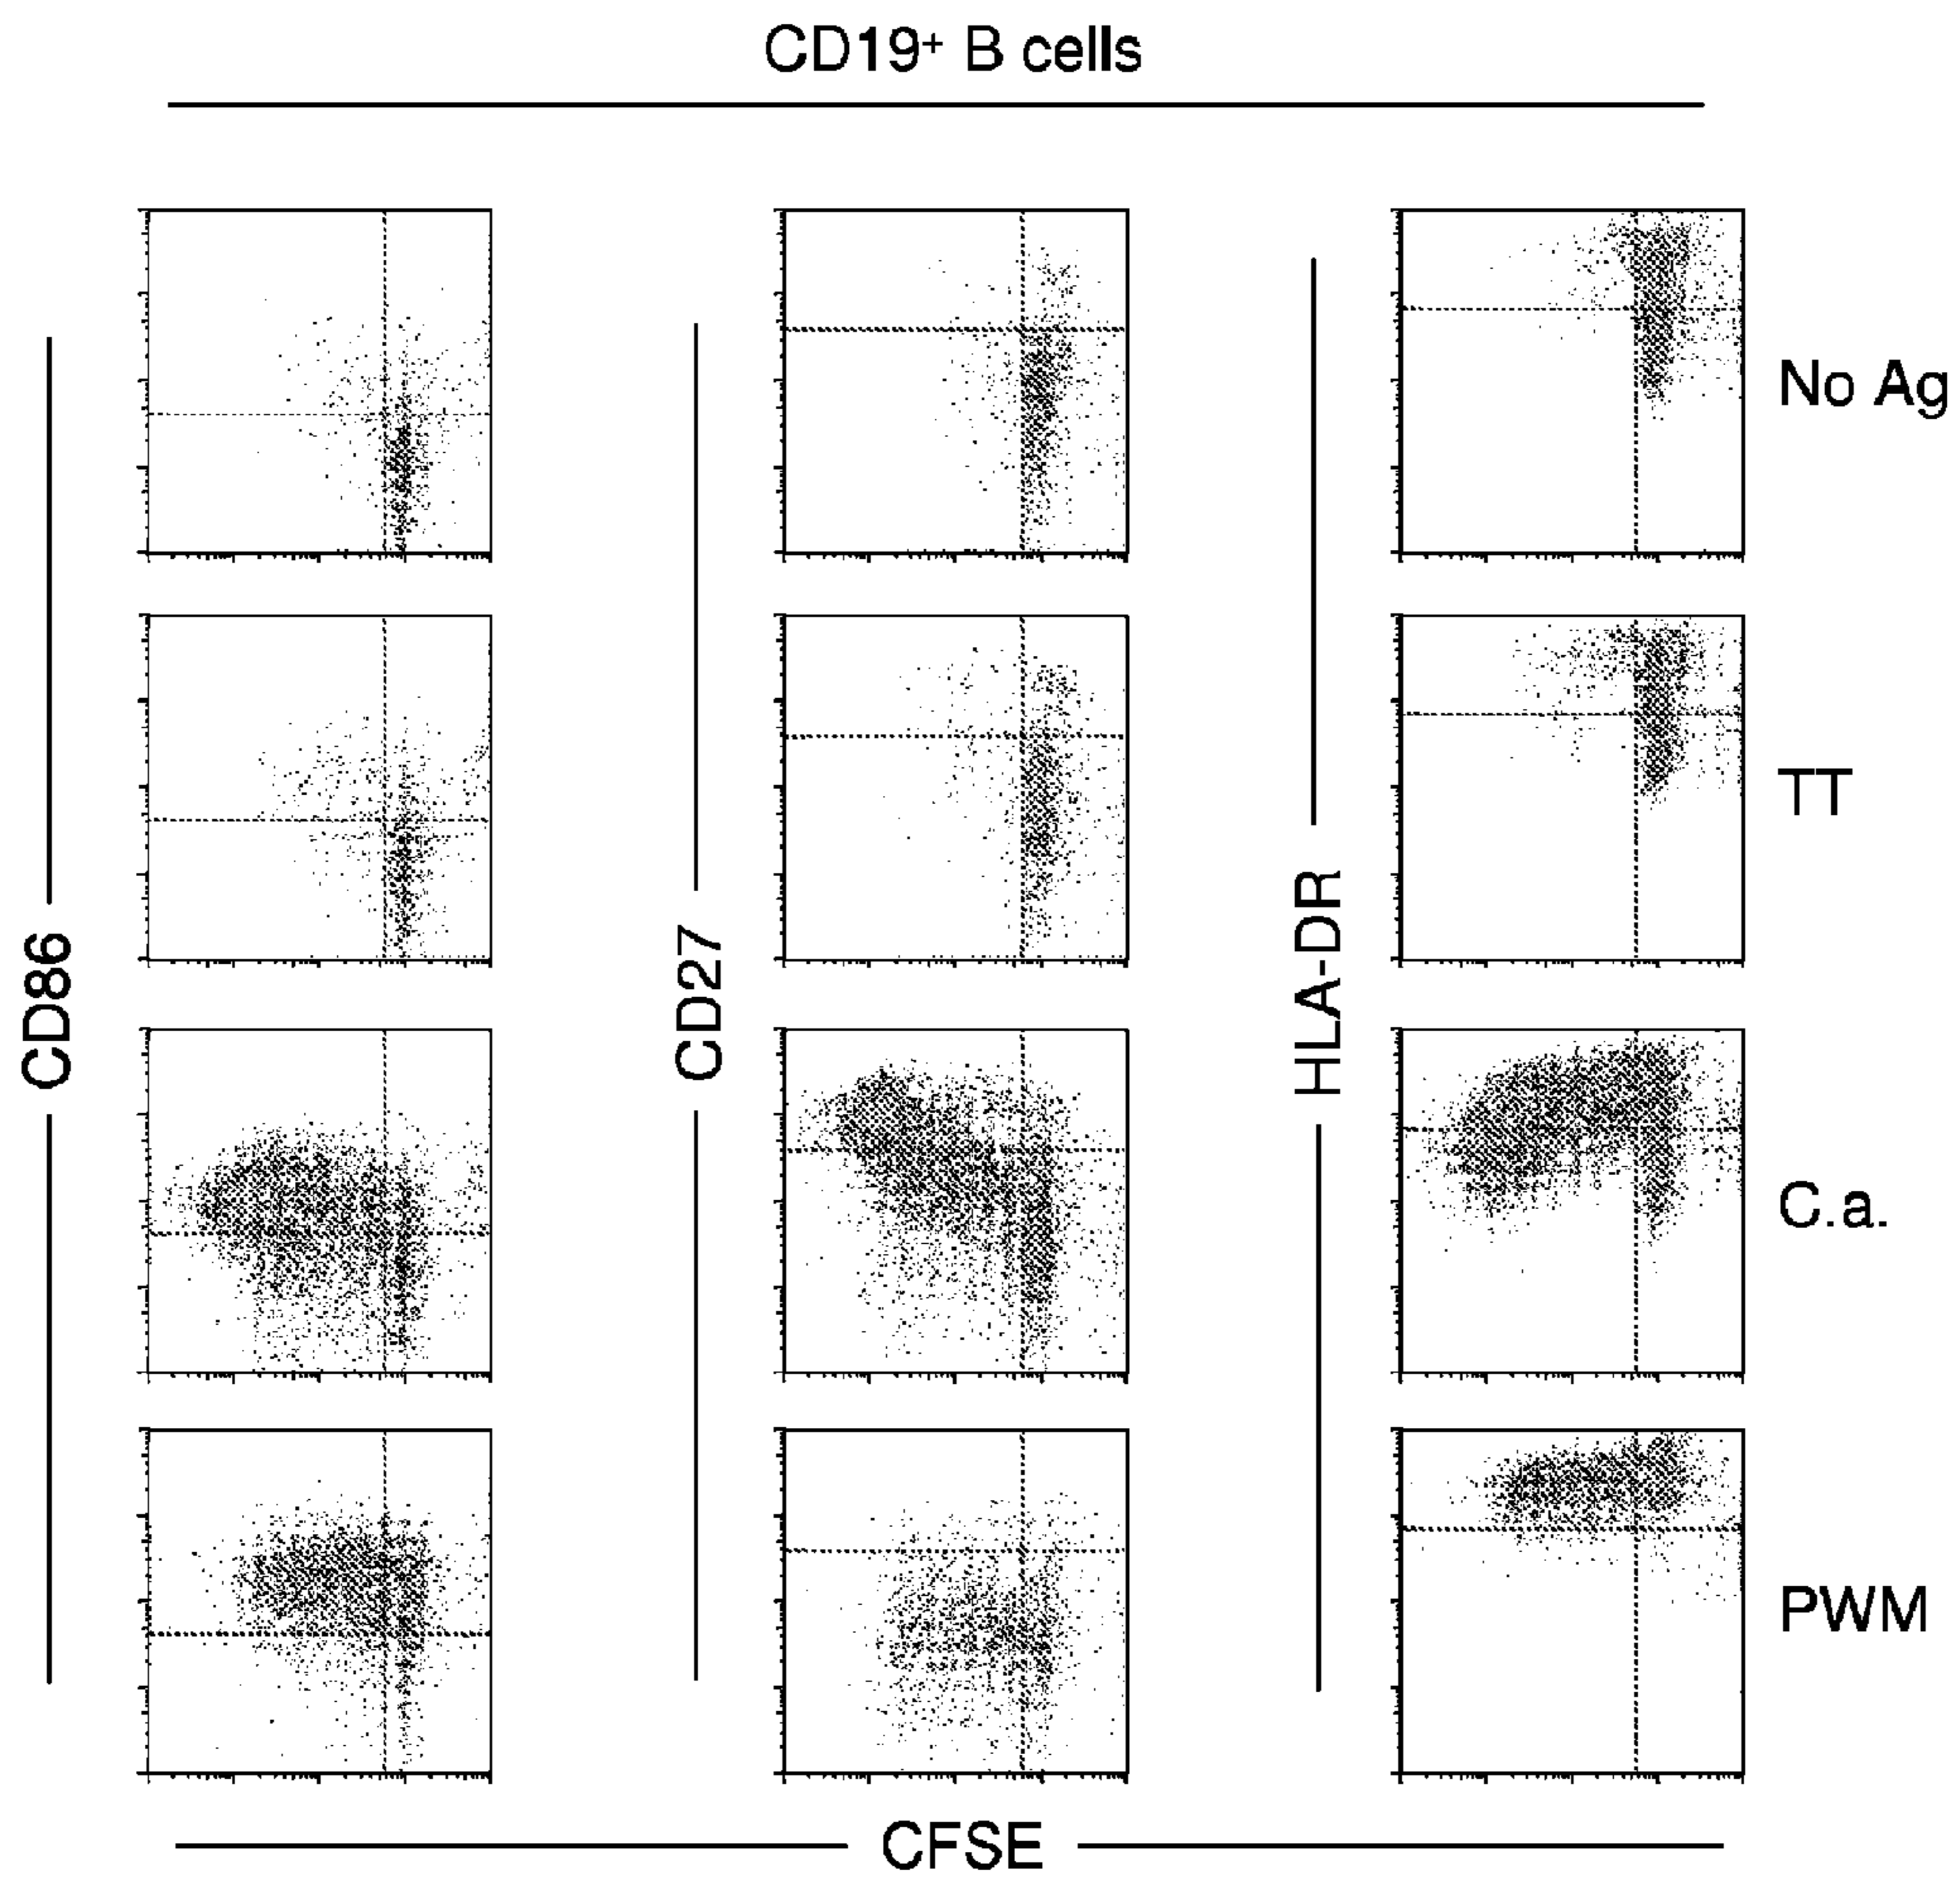 CD19+ B cells
No Ag
TT
C.a.
PWM
CD86
CD27
HLA-DR
CFSE